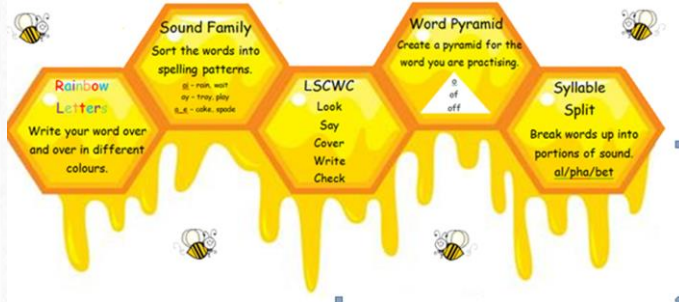 Rainbow
Letters
Write your word over
and over in different
colours.
Sound Family
Sort the words into
spelling patterns.
ai – rain, wait
ay – tray, play
a_e – cake, spade
LSCWC
Look
Say
Cover
Write
Check
Word Pyramid
Create a pyramid for the
word you are practising.
o
of
off
Syllable
Split
Break words up into
portions of sound.
al/pha/bet